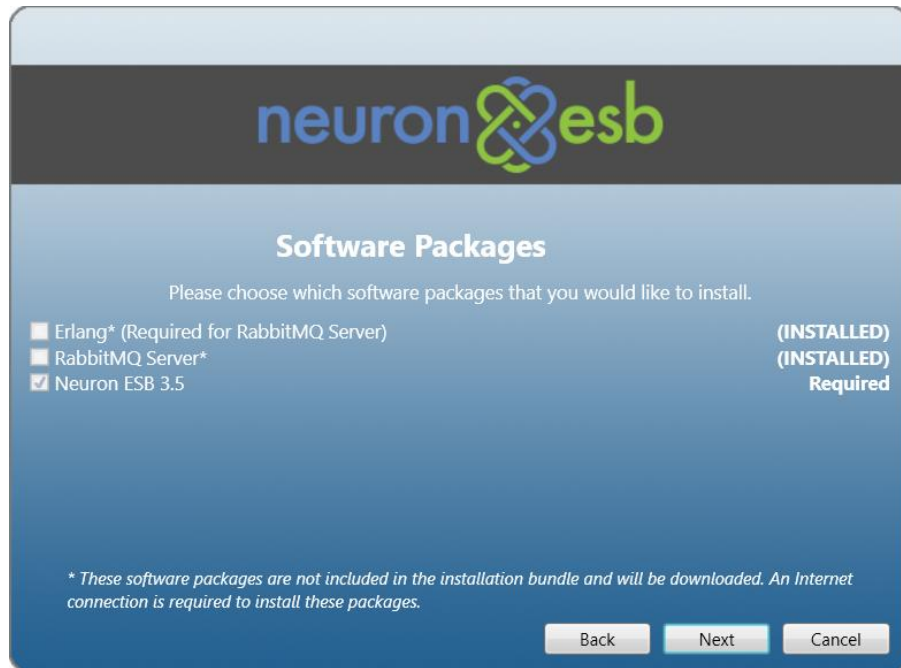 neuron esb
Software Packages
Please choose which software packages that you would like to install.
Erlang* (Required for RabbitMQ Server) (INSTALLED)
RabbitMQ Server* (INSTALLED)
Neuron ESB 3.5 Required
* These software packages are not included in the installation bundle and will be downloaded. An Internet
connection is required to install these packages.
Back Next Cancel